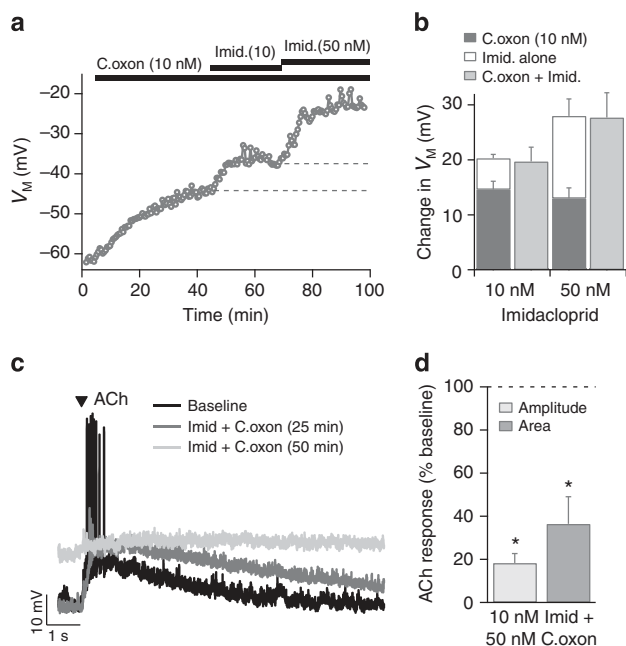 a
C.oxon (10 nM)
Imid.(10)
Imid.(50 nM)
−20
−30
−40
−50
−60
VM (mV)
0
20
40
60
80
100
Time (min)
b
C.oxon (10 nM)
Imid. alone
C.oxon + Imid.
30
20
10
0
Change in VM (mV)
10 nM
50 nM
Imidacloprid
c
ACh
Baseline
Imid + C.oxon (25 min)
Imid + C.oxon (50 min)
10 mV
1 s
d
100
80
60
40
20
0
ACh response (% baseline)
Amplitude
Area
*
*
10 nM Imid +
50 nM C.oxon